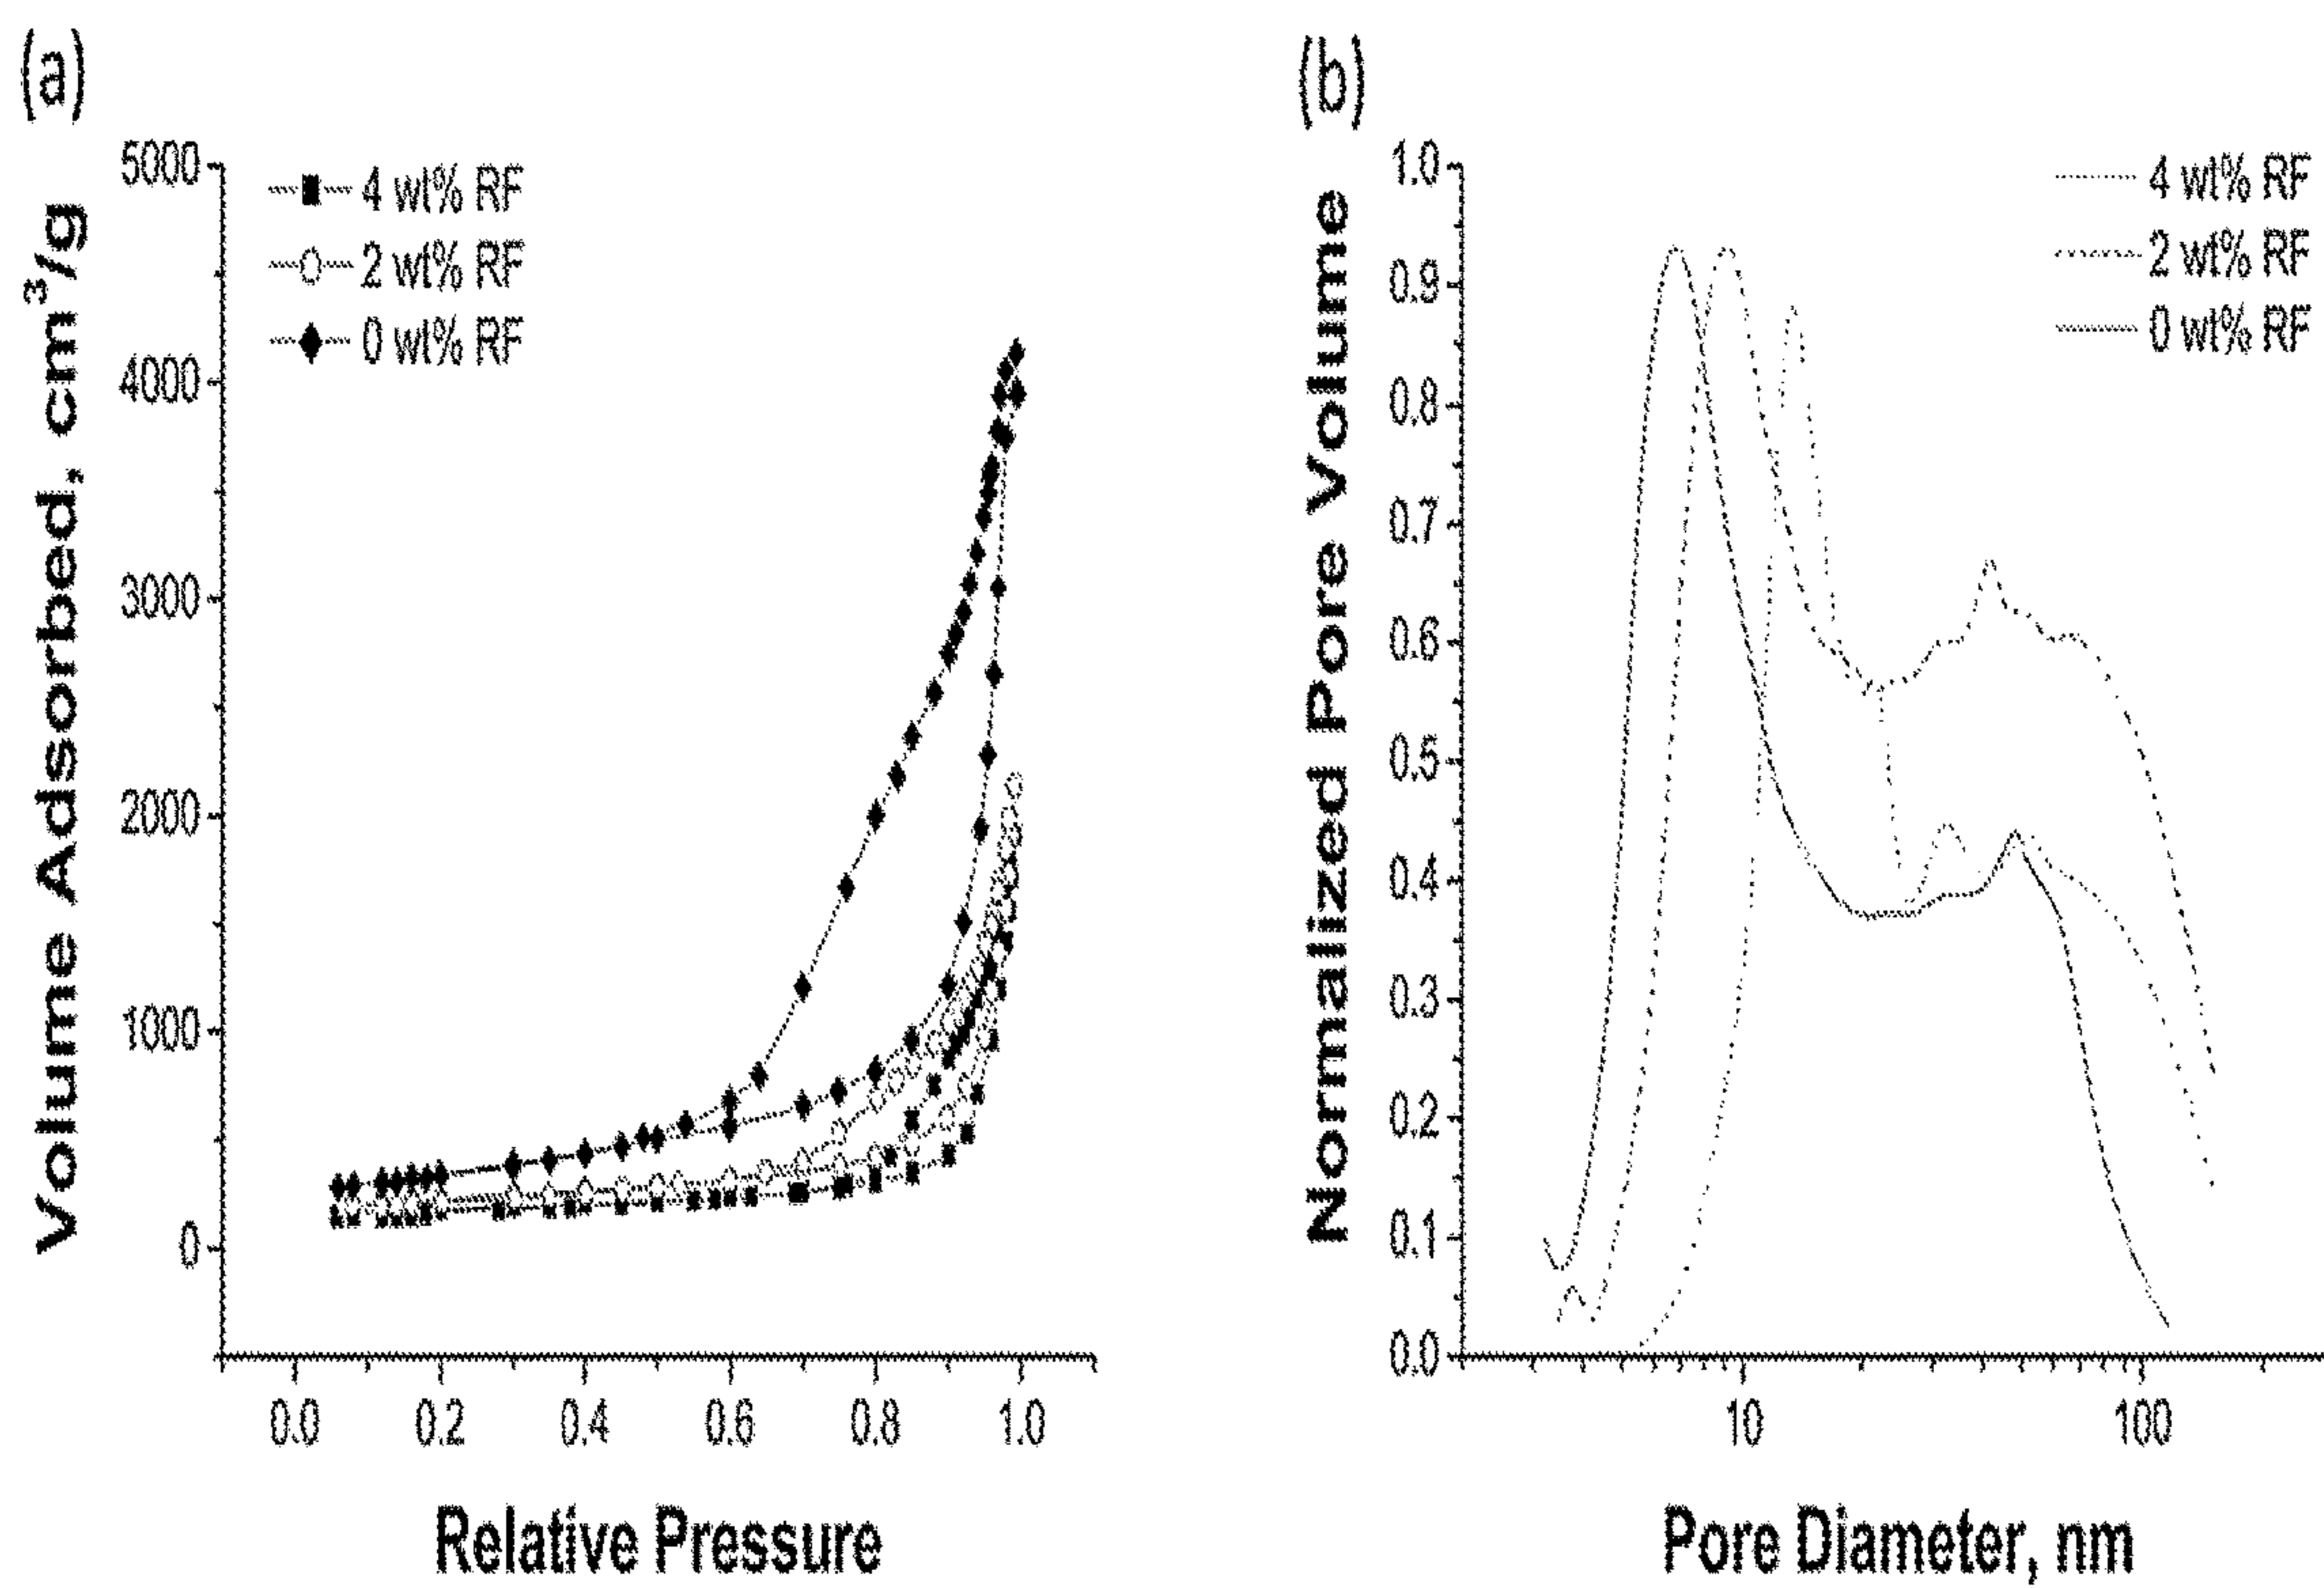 (a)
Volume Adsorbed, cm³/g
5000
4000
3000
2000
1000
0
4 wt% RF
2 wt% RF
0 wt% RF
0.0 0.2 0.4 0.6 0.8 1.0
Relative Pressure
(b)
Normalized Pore Volume
1.0
0.9
0.8
0.7
0.6
0.5
0.4
0.3
0.2
0.1
0.0
4 wt% RF
2 wt% RF
0 wt% RF
10 100
Pore Diameter, nm